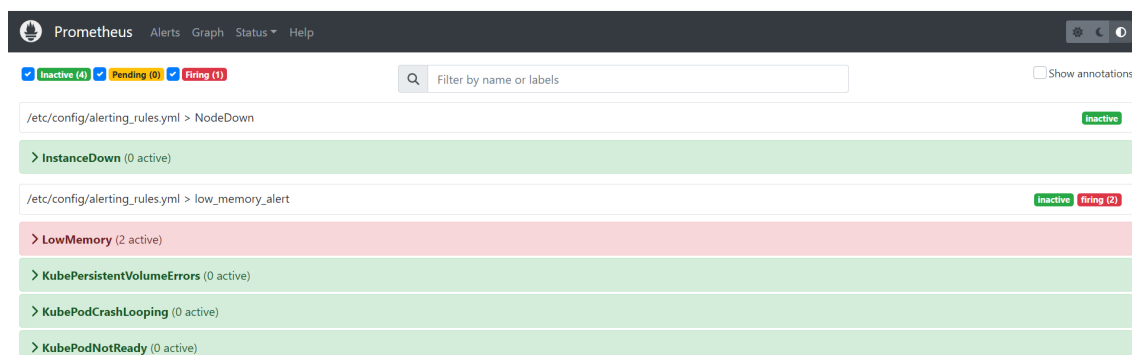 Prometheus Alerts Graph Status Help
Inactive (4) Pending (0) Firing (1) Filter by name or labels Show annotations
/etc/config/alerting_rules.yml > NodeDown inactive
InstanceDown (0 active)
/etc/config/alerting_rules.yml > low_memory_alert inactive firing (2)
LowMemory (2 active)
KubePersistentVolumeErrors (0 active)
KubePodCrashLooping (0 active)
KubePodNotReady (0 active)